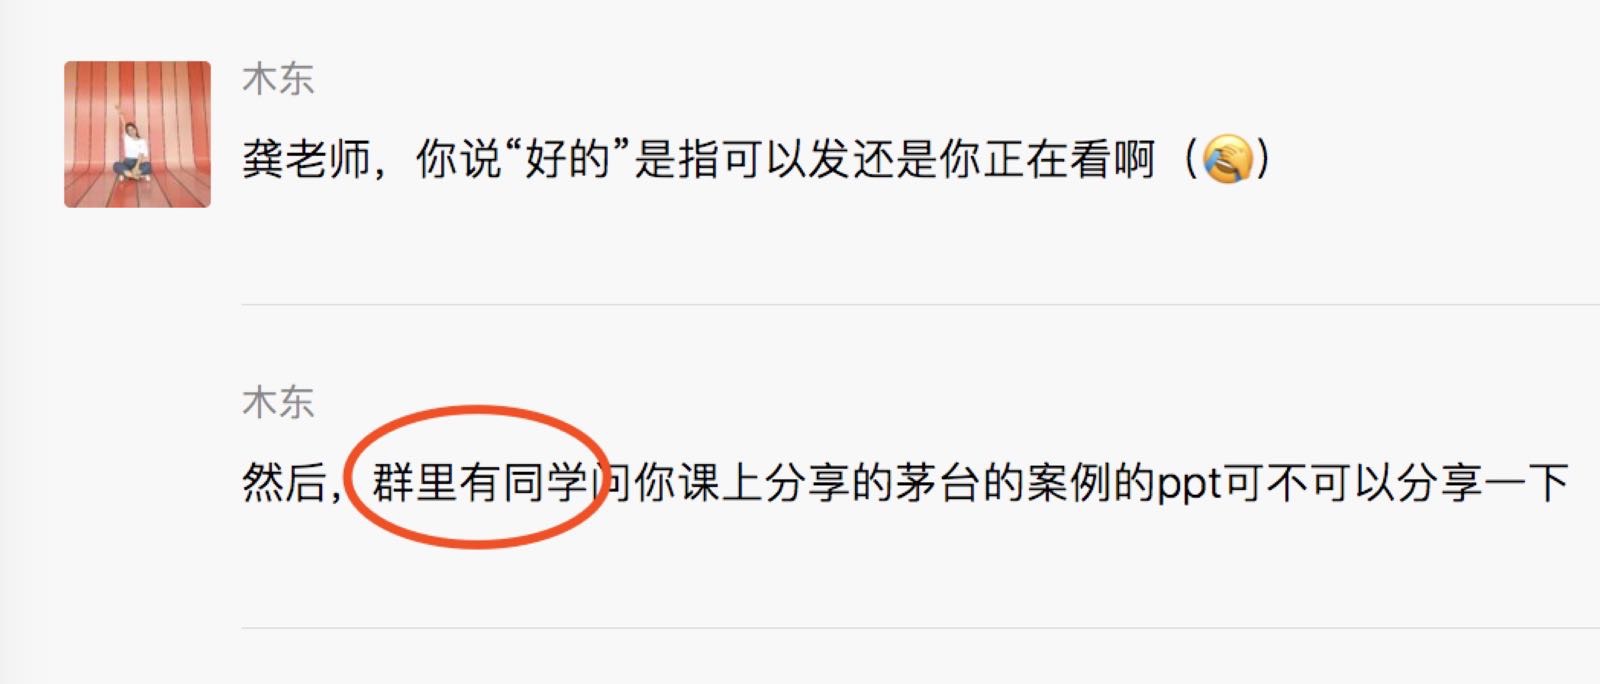 木东
龚老师，你说“好的”是指可以发还是你正在看啊（🤦）
木东
然后，群里有同学问你课上分享的茅台的案例的ppt可不可以分享一下